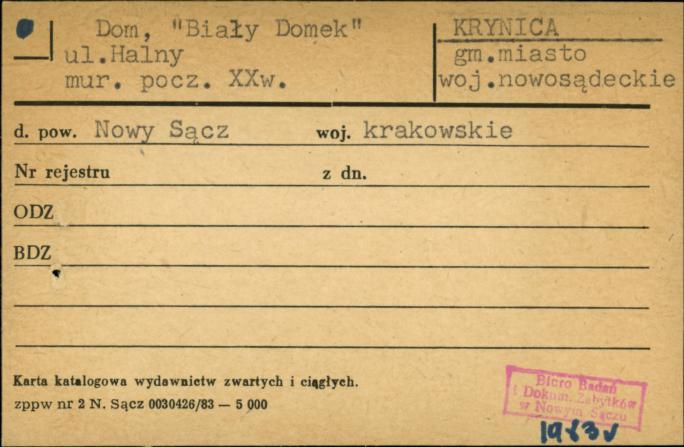 Dom, "Biały Domek"
ul.Halny
mur. pocz. XXw.
KRYNICA
gm.miasto
woj.nowosądeckie
d. pow. Nowy Sącz woj. krakowskie
Nr rejestru z dn.
ODZ
BDZ
Karta katalogowa wydawnictw zwartych i ciągłych.
zppw nr 2 N. Sącz 0030426/83 — 5 000
Biuro Badań
i Dokum. Zabytków
w Nowym Sączu